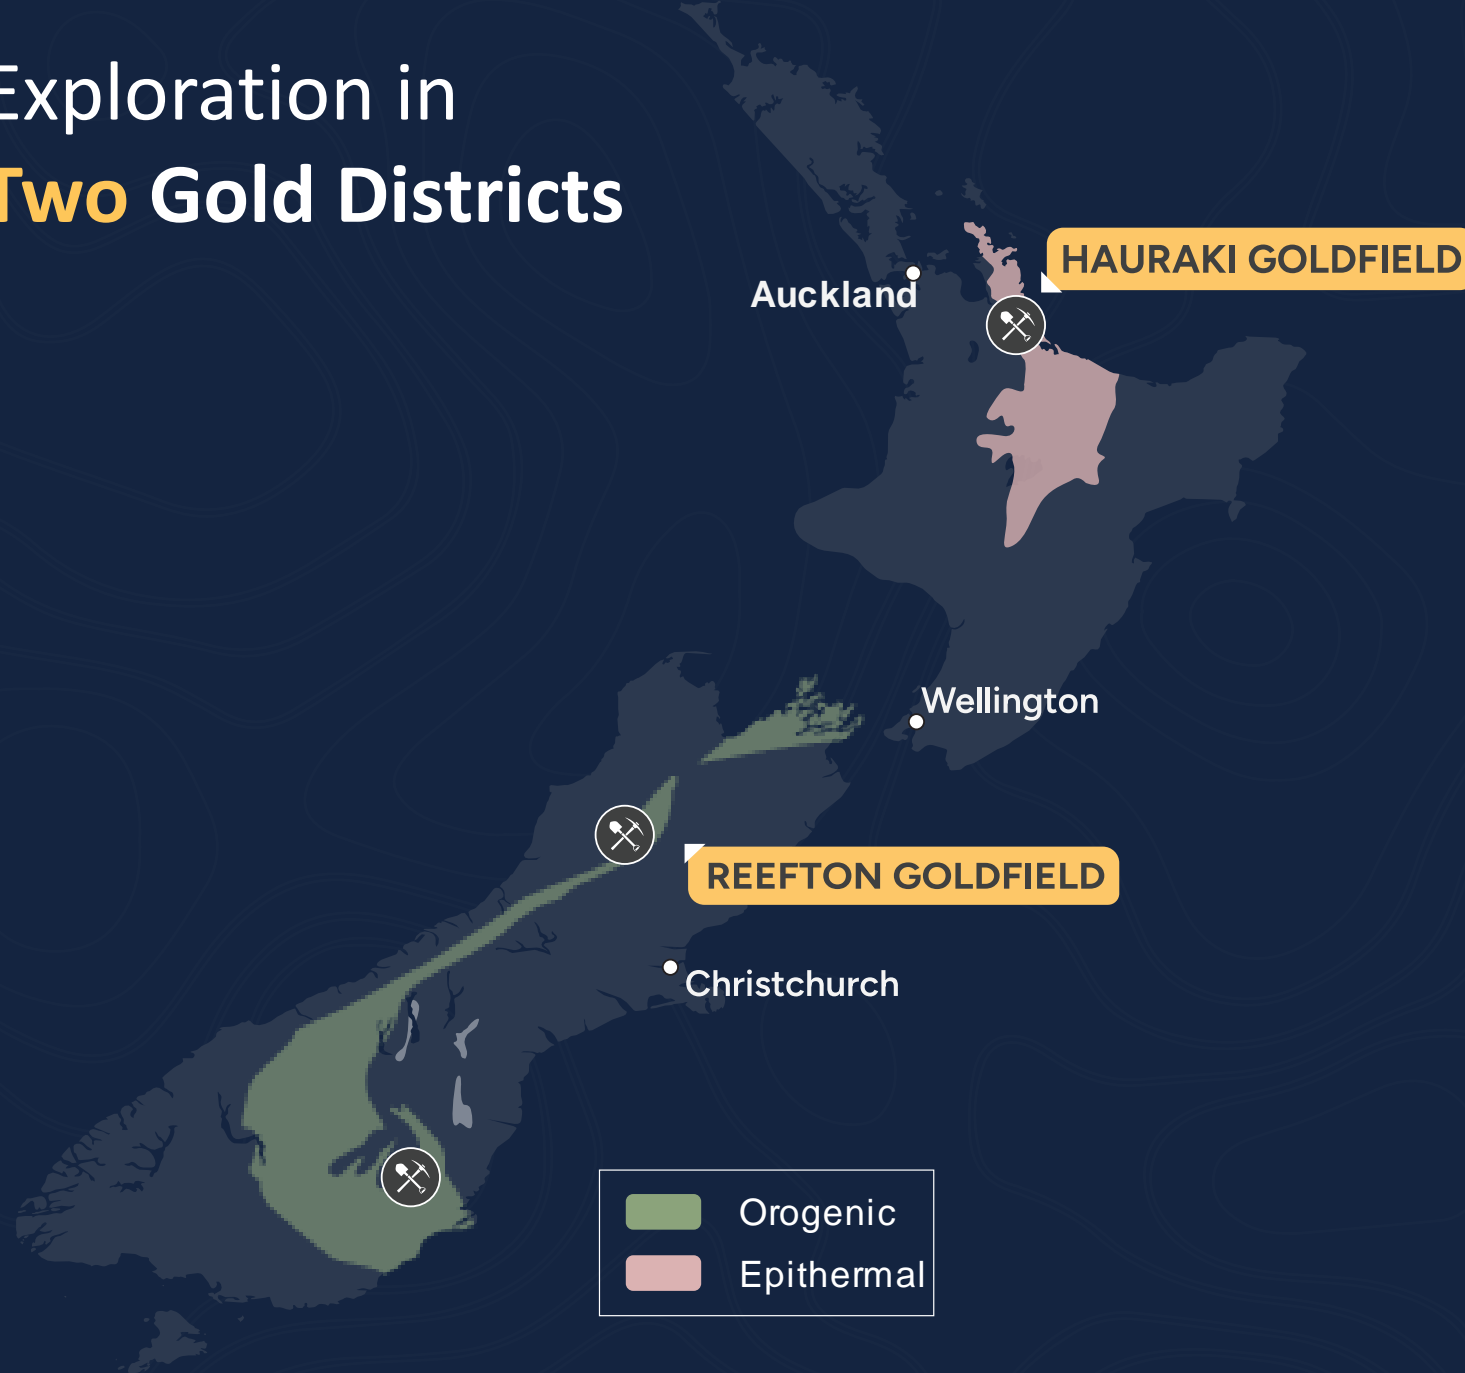 Exploration in
Two Gold Districts
HAURAKI GOLDFIELD
Auckland
Wellington
REEFTON GOLDFIELD
Christchurch
Orogenic
Epithermal